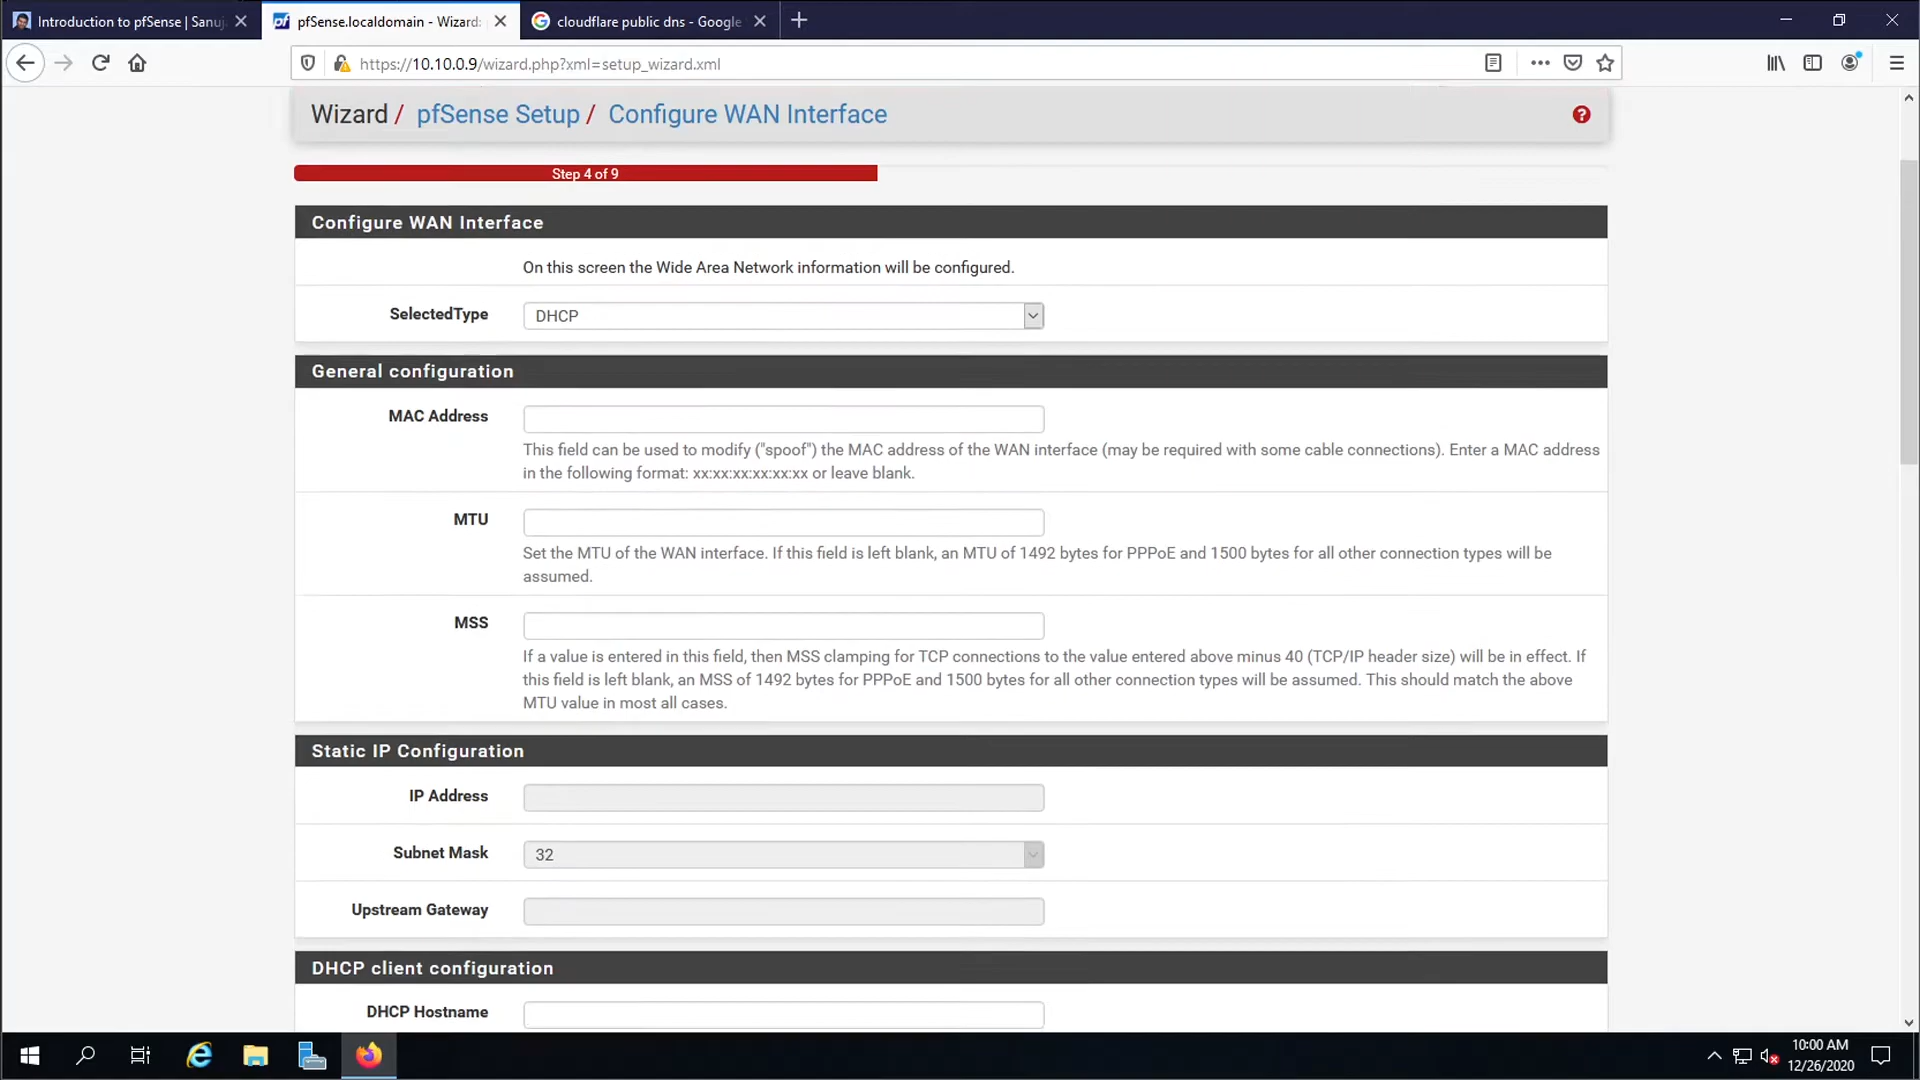 Introduction to pfSense | Sanuj
pfSense.localdomain - Wizard:
cloudflare public dns - Google
https://10.10.0.9/wizard.php?xml=setup_wizard.xml
Wizard / pfSense Setup / Configure WAN Interface
Step 4 of 9
Configure WAN Interface
On this screen the Wide Area Network information will be configured.
SelectedType
DHCP
General configuration
MAC Address
This field can be used to modify ("spoof") the MAC address of the WAN interface (may be required with some cable connections). Enter a MAC address
in the following format: xx:xx:xx:xx:xx:xx or leave blank.
MTU
Set the MTU of the WAN interface. If this field is left blank, an MTU of 1492 bytes for PPPoE and 1500 bytes for all other connection types will be
assumed.
MSS
If a value is entered in this field, then MSS clamping for TCP connections to the value entered above minus 40 (TCP/IP header size) will be in effect. If
this field is left blank, an MSS of 1492 bytes for PPPoE and 1500 bytes for all other connection types will be assumed. This should match the above
MTU value in most all cases.
Static IP Configuration
IP Address
Subnet Mask
32
Upstream Gateway
DHCP client configuration
DHCP Hostname
10:00 AM
12/26/2020